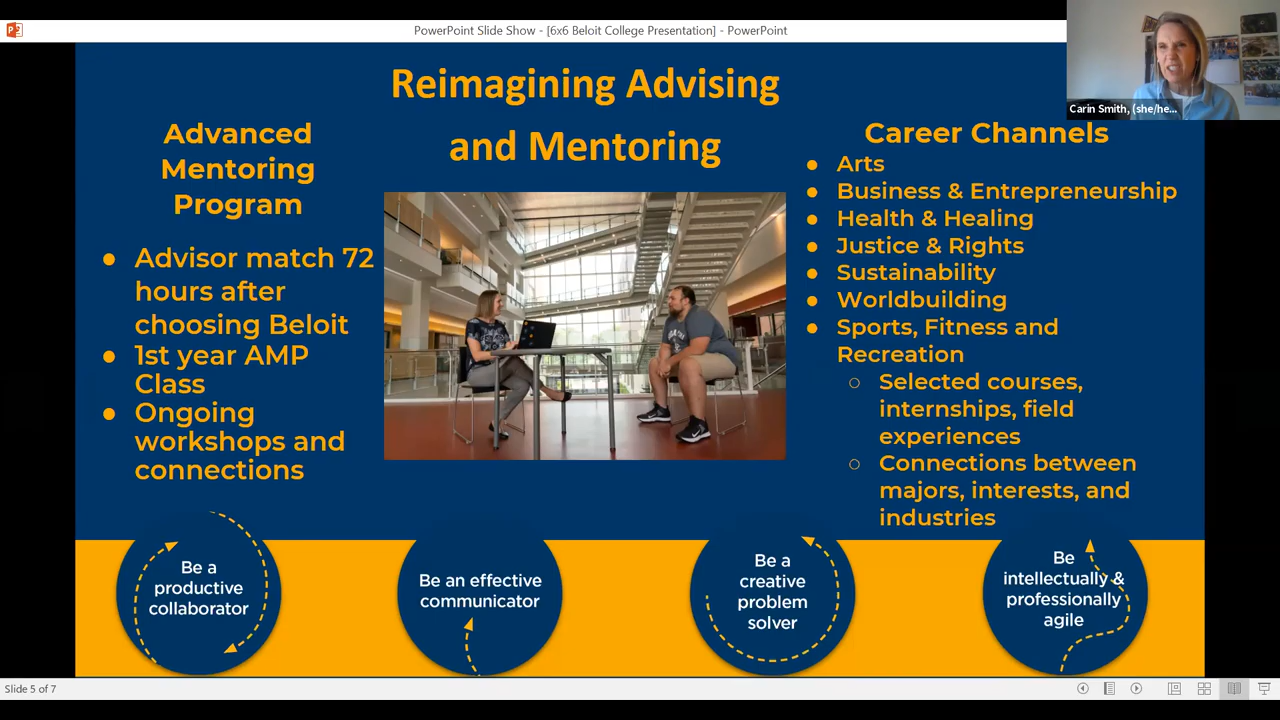 PowerPoint Slide Show - [6x6 Beloit College Presentation] - PowerPoint
Carin Smith, (she/he...
Reimagining Advising
and Mentoring
Advanced
Mentoring
Program
● Advisor match 72
hours after
choosing Beloit
● 1st year AMP
Class
● Ongoing
workshops and
connections
Career Channels
● Arts
● Business & Entrepreneurship
● Health & Healing
● Justice & Rights
● Sustainability
● Worldbuilding
● Sports, Fitness and
Recreation
○ Selected courses,
internships, field
experiences
○ Connections between
majors, interests, and
industries
Be a
productive
collaborator
Be an effective
communicator
Be a
creative
problem
solver
Be
intellectually &
professionally
agile
Slide 5 of 7